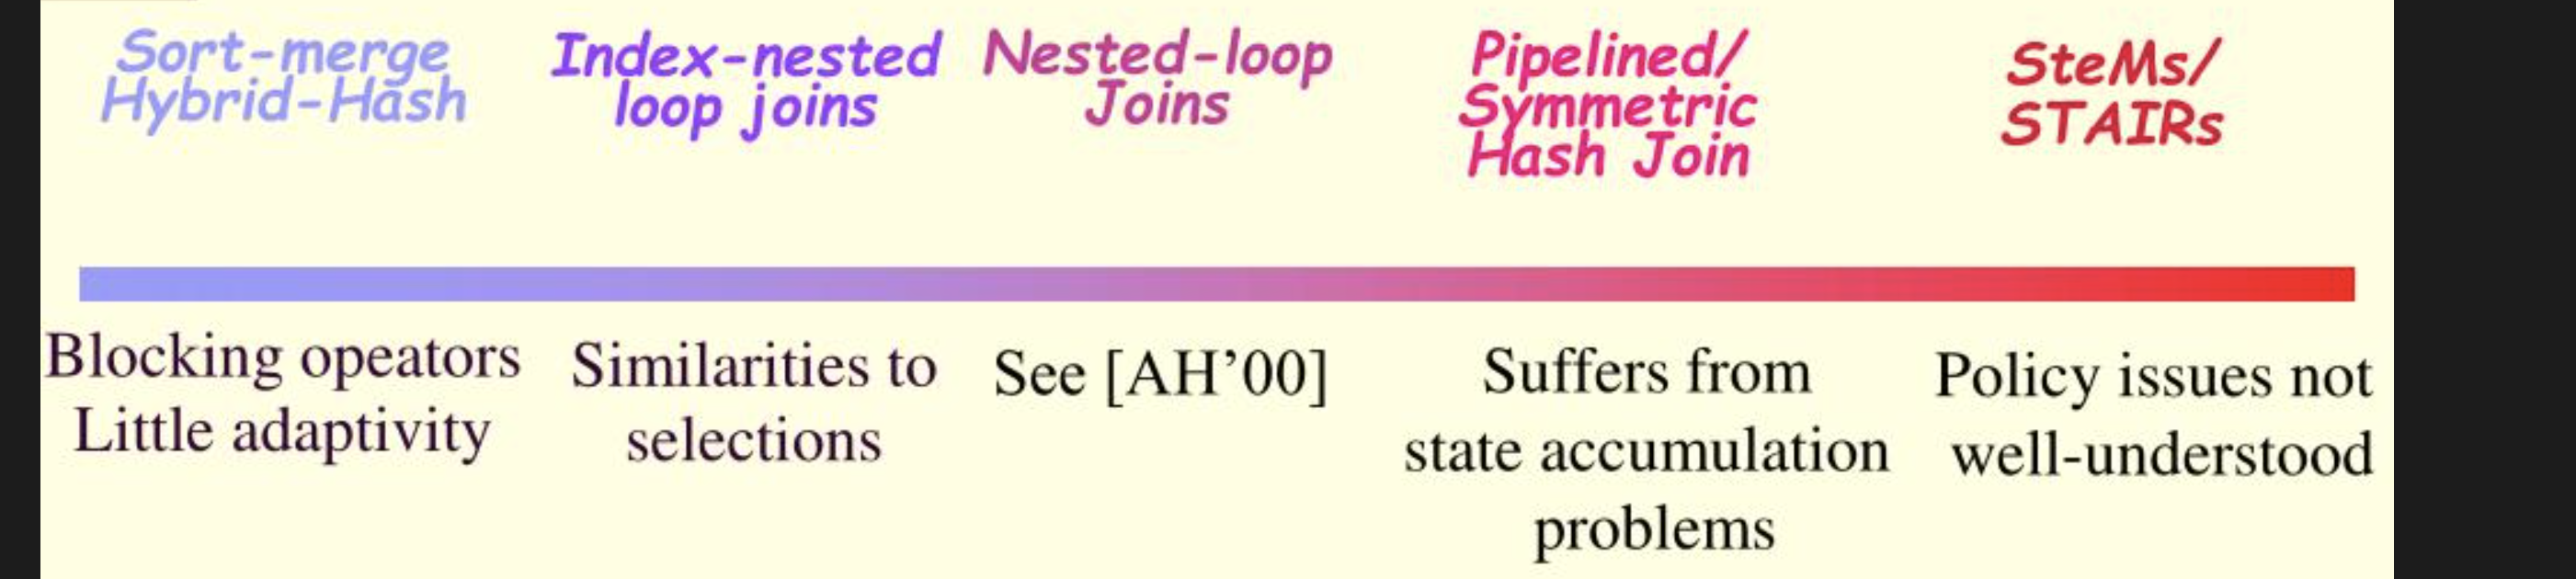 Sort-merge
Hybrid-Hash
Index-nested
loop joins
Nested-loop
Joins
Pipelined/
Symmetric
Hash Join
SteMs/
STAIRs
Blocking opeators
Little adaptivity
Similarities to
selections
See [AH’00]
Suffers from
state accumulation
problems
Policy issues not
well-understood